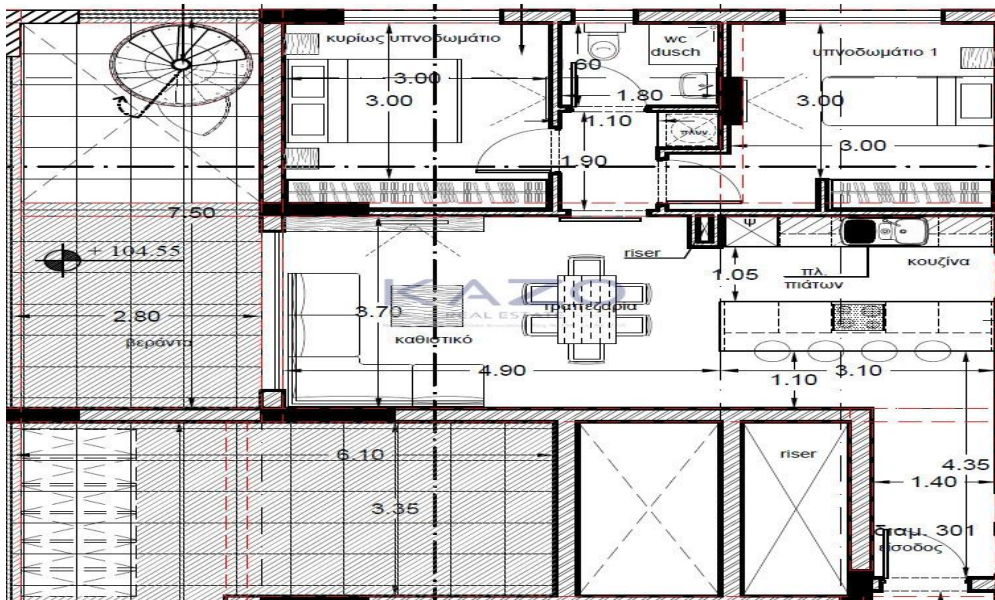 κυρίως υπνοδωμάτιο
wc
dusch
υπνοδωμάτιο 1
3.00
3.00
.60
1.80
3.00
1.10
πλυν.
3.00
1.90
7.50
+ 104.55
riser
Ψ
1.05
πλ.
πιάτων
κουζίνα
KAZO
REAL ESTATE
2.80
βεράντα
3.70
τραπεζαρία
καθιστικό
4.90
1.10
3.10
6.10
3.35
riser
4.35
1.40
διαμ. 301
είσοδος